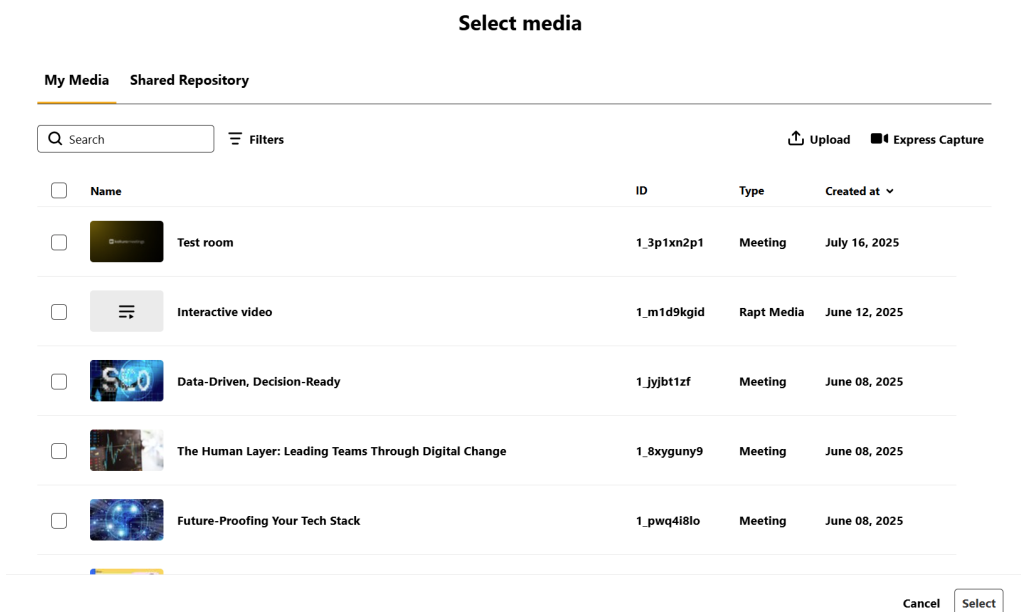 Select media
My Media Shared Repository
Search Filters Upload Express Capture
Name ID Type Created at
Test room 1_3p1xn2p1 Meeting July 16, 2025
Interactive video 1_m1d9kgid Rapt Media June 12, 2025
SEO
Data-Driven, Decision-Ready 1_jyjbt1zf Meeting June 08, 2025
The Human Layer: Leading Teams Through Digital Change 1_8xyguny9 Meeting June 08, 2025
Future-Proofing Your Tech Stack 1_pwq4i8lo Meeting June 08, 2025
Cancel Select